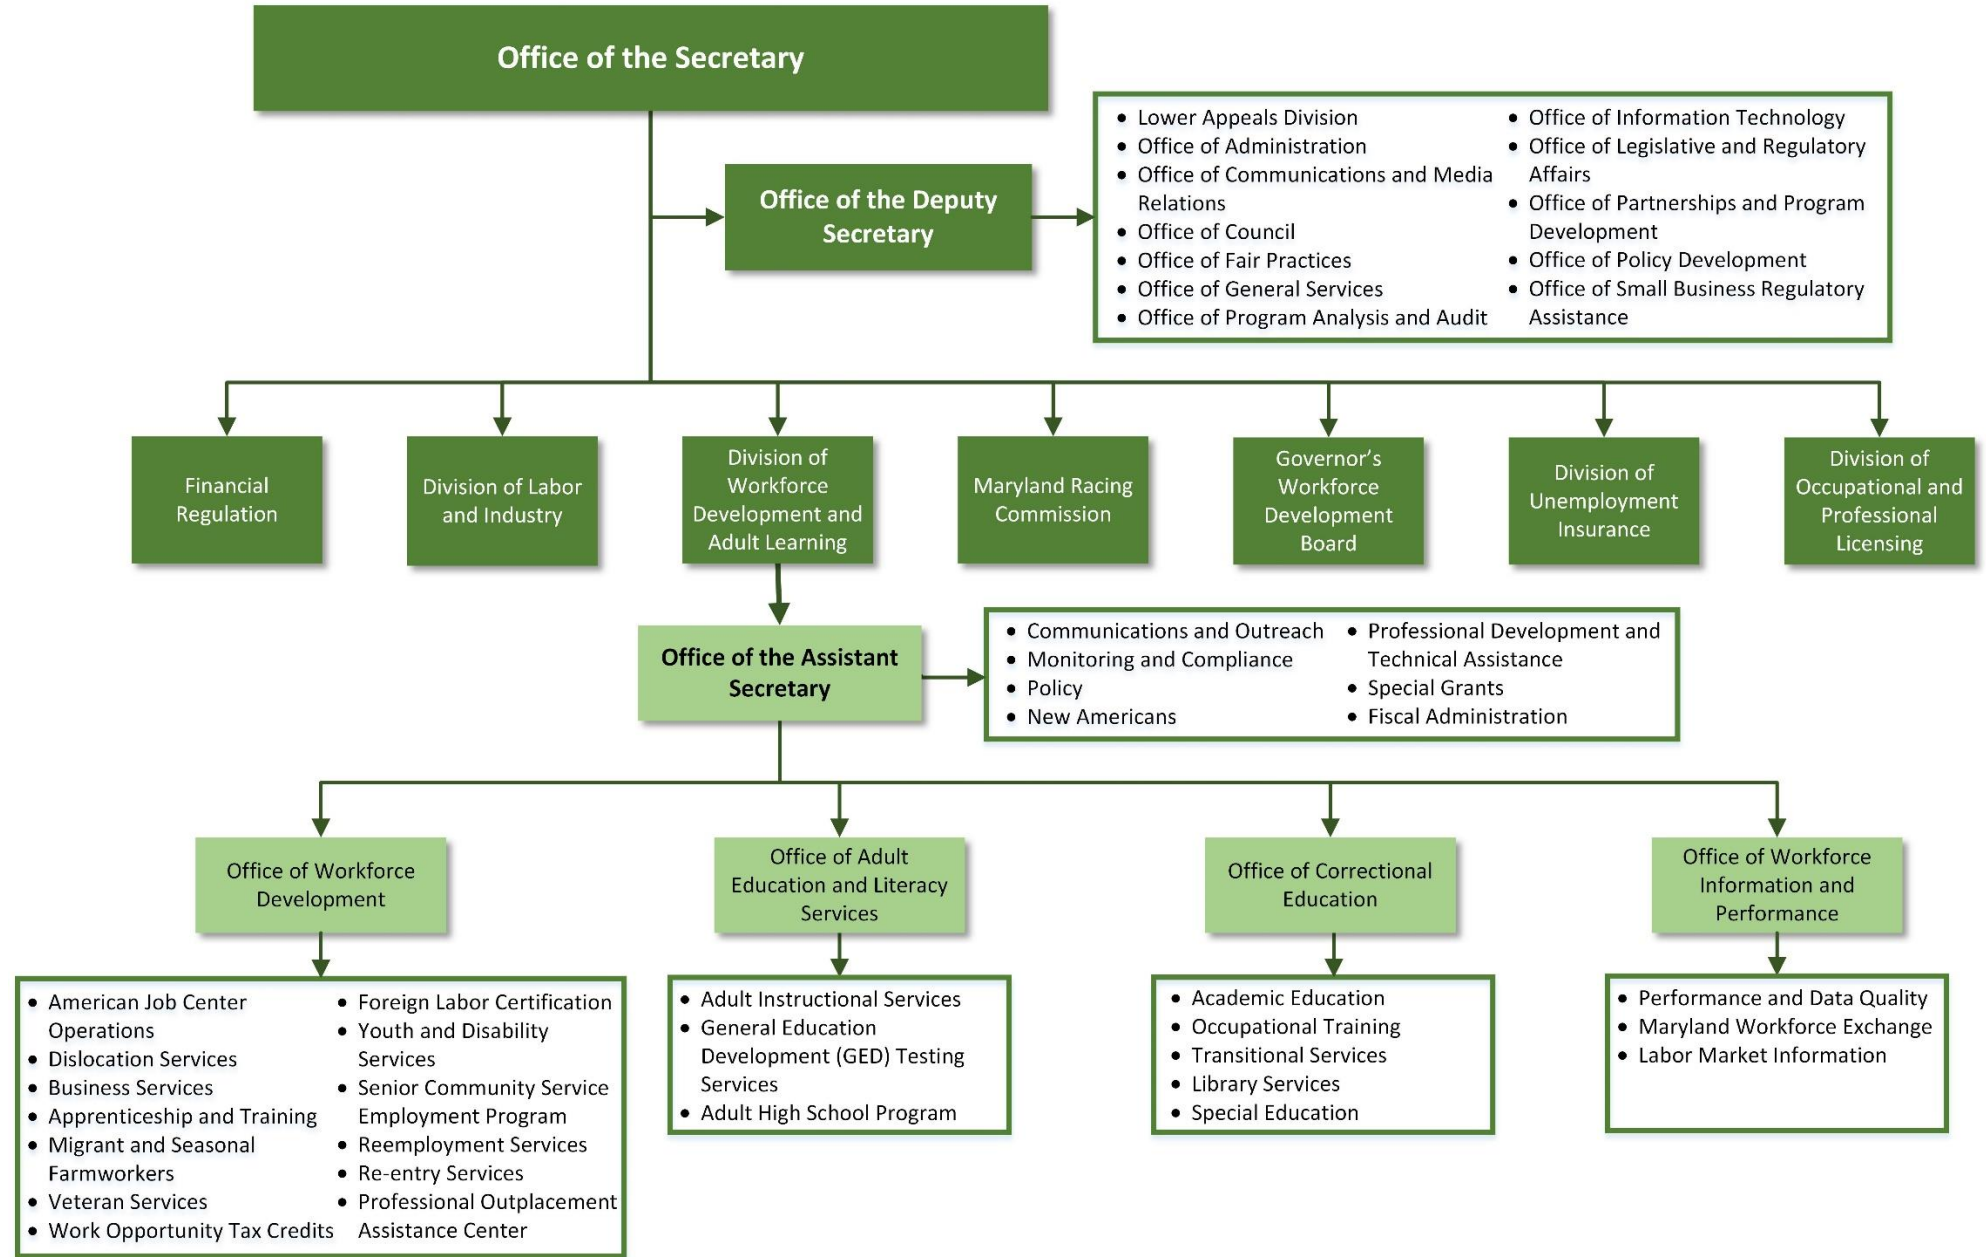 Office of the Secretary
Office of the Deputy
Secretary
• Lower Appeals Division
• Office of Administration
• Office of Communications and Media
Relations
• Office of Council
• Office of Fair Practices
• Office of General Services
• Office of Program Analysis and Audit
• Office of Information Technology
• Office of Legislative and Regulatory
Affairs
• Office of Partnerships and Program
Development
• Office of Policy Development
• Office of Small Business Regulatory
Assistance
Financial
Regulation
Division of Labor
and Industry
Division of
Workforce
Development and
Adult Learning
Maryland Racing
Commission
Governor’s
Workforce
Development
Board
Division of
Unemployment
Insurance
Division of
Occupational and
Professional
Licensing
Office of the Assistant
Secretary
• Communications and Outreach
• Monitoring and Compliance
• Policy
• New Americans
• Professional Development and
Technical Assistance
• Special Grants
• Fiscal Administration
Office of Workforce
Development
Office of Adult
Education and Literacy
Services
Office of Correctional
Education
Office of Workforce
Information and
Performance
• American Job Center
Operations
• Dislocation Services
• Business Services
• Apprenticeship and Training
• Migrant and Seasonal
Farmworkers
• Veteran Services
• Work Opportunity Tax Credits
• Foreign Labor Certification
• Youth and Disability
Services
• Senior Community Service
Employment Program
• Reemployment Services
• Re-entry Services
• Professional Outplacement
Assistance Center
• Adult Instructional Services
• General Education
Development (GED) Testing
Services
• Adult High School Program
• Academic Education
• Occupational Training
• Transitional Services
• Library Services
• Special Education
• Performance and Data Quality
• Maryland Workforce Exchange
• Labor Market Information